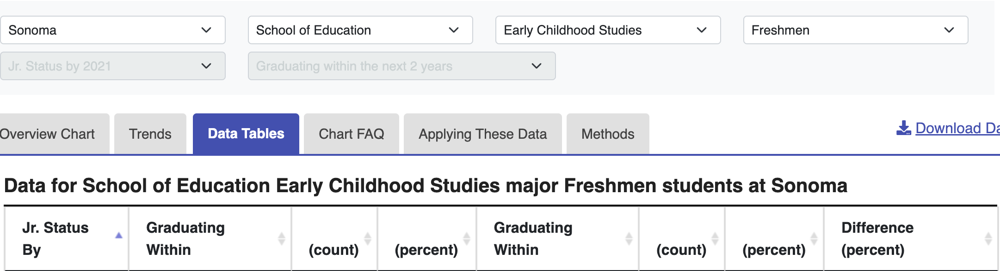 Sonoma School of Education Early Childhood Studies Freshmen
Jr. Status by 2021 Graduating within the next 2 years
Overview Chart Trends Data Tables Chart FAQ Applying These Data Methods Download Da
Data for School of Education Early Childhood Studies major Freshmen students at Sonoma
Jr. Status Graduating Graduating Difference
By Within (count) (percent) Within (count) (percent) (percent)